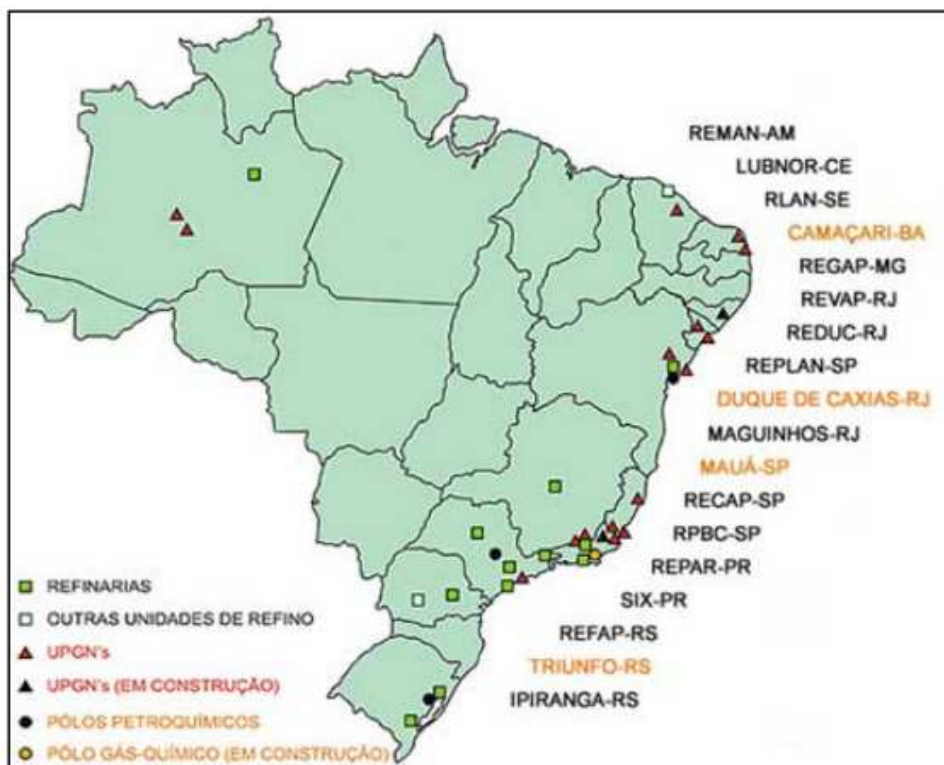 REMAN-AM
LUBNOR-CE
RLAN-SE
CAMAÇARI-BA
REGAP-MG
REVAP-RJ
REDUC-RJ
REPLAN-SP
DUQUE DE CAXIAS-RJ
MAGUINHOS-RJ
MAUÁ-SP
RECAP-SP
RPBC-SP
REPAR-PR
SIX-PR
REFAP-RS
TRIUNFO-RS
IPIRANGA-RS
REFINARIAS
OUTRAS UNIDADES DE REFINO
UPGN's
UPGN's (EM CONSTRUÇÃO)
PÓLOS PETROQUÍMICOS
PÓLO GÁS-QUÍMICO (EM CONSTRUÇÃO)